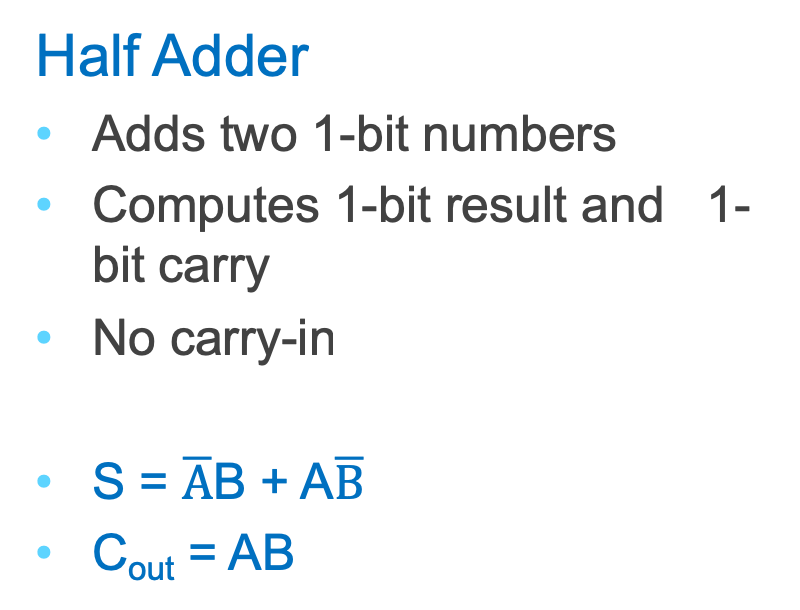 Half Adder
• Adds two 1-bit numbers
• Computes 1-bit result and 1-
bit carry
• No carry-in
• S = A̅B + AB̅
• Cout = AB